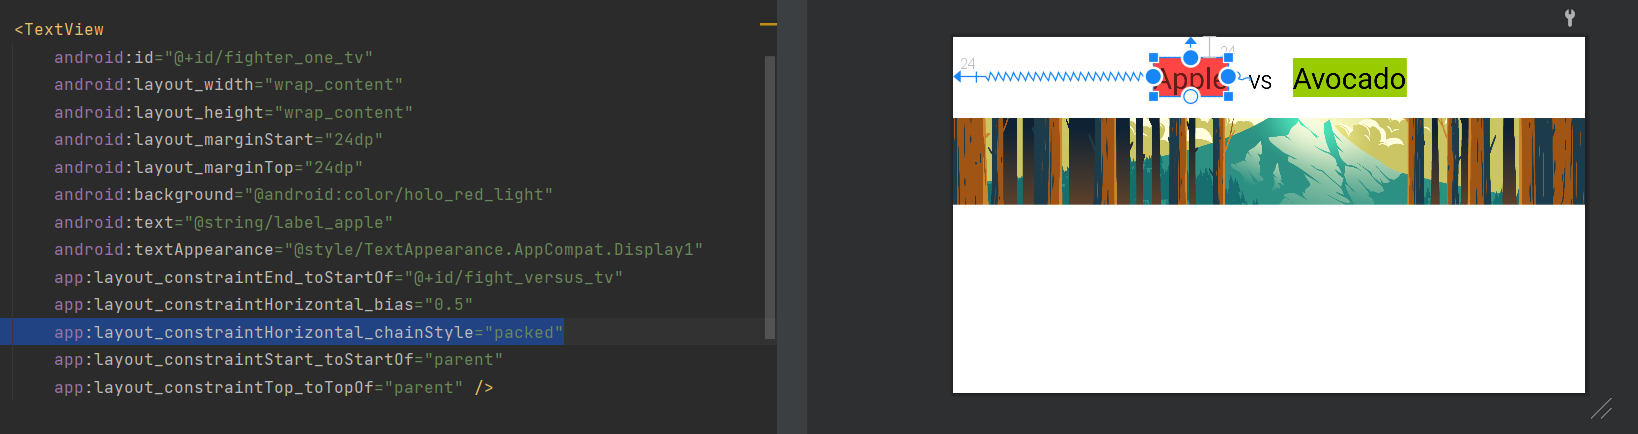 <TextView
android:id="@+id/fighter_one_tv"
android:layout_width="wrap_content"
android:layout_height="wrap_content"
android:layout_marginStart="24dp"
android:layout_marginTop="24dp"
android:background="@android:color/holo_red_light"
android:text="@string/label_apple"
android:textAppearance="@style/TextAppearance.AppCompat.Display1"
app:layout_constraintEnd_toStartOf="@+id/fight_versus_tv"
app:layout_constraintHorizontal_bias="0.5"
app:layout_constraintHorizontal_chainStyle="packed"
app:layout_constraintStart_toStartOf="parent"
app:layout_constraintTop_toTopOf="parent" />
24
24
Apple vs Avocado